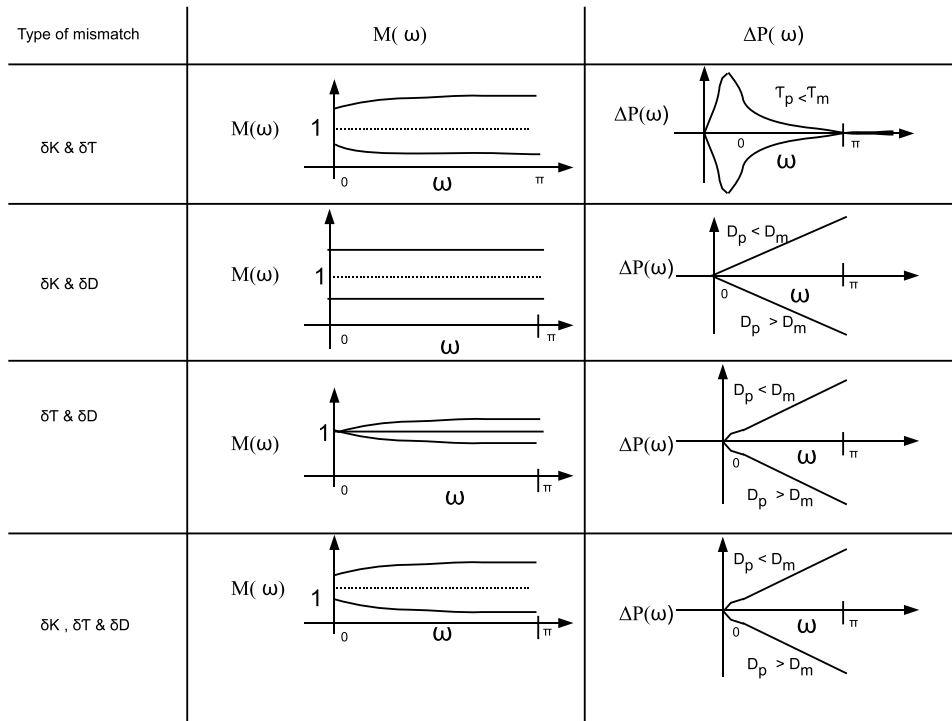 Type of mismatch
M( ω)
ΔP( ω)
δK & δT
M(ω)
1
0
ω
π
ΔP(ω)
τp < τm
0
ω
π
δK & δD
M(ω)
1
0
ω
π
ΔP(ω)
Dp < Dm
0
ω
π
Dp > Dm
δT & δD
M(ω)
1
0
ω
π
ΔP(ω)
Dp < Dm
0
ω
π
Dp > Dm
δK , δT & δD
M( ω)
1
0
ω
π
ΔP(ω)
Dp < Dm
0
ω
π
Dp > Dm